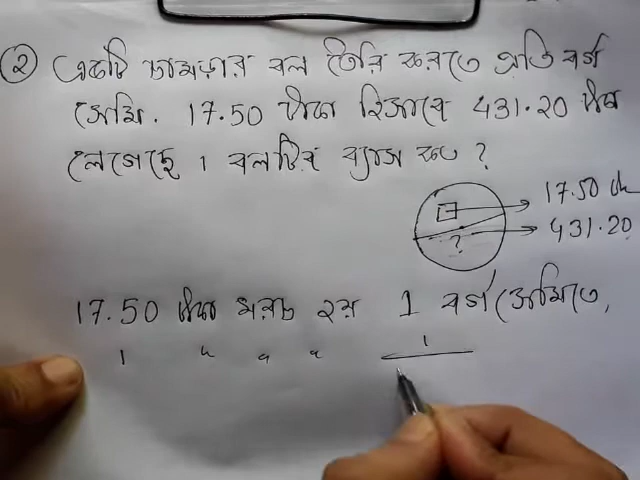 ② একটি চামড়ার বল তৈরি করতে প্রতি বর্গ
সেমি. 17.50 টাকা হিসাবে 431.20 টাকা
লেগেছে। বলটির ব্যাস কত?
17.50 টাকা
431.20
?
17.50 টাকা খরচ হয় 1 বর্গ সেমিতে,
1 " " " 1